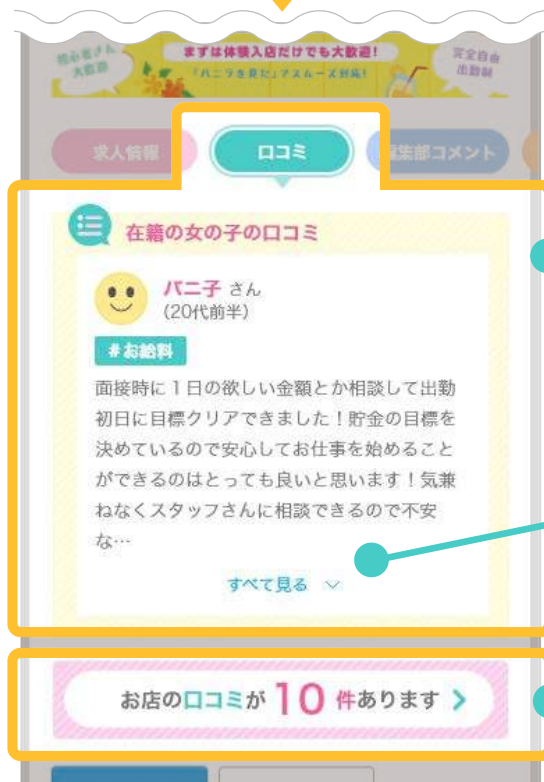 初心者さん
大歓迎
まずは体験入店だけでも大歓迎!
「バニラを見た」でスムーズ対応!
完全自由
出勤制
求人情報
口コミ
編集部コメント
在籍の女の子の口コミ
バニ子 さん
(20代前半)
#お給料
面接時に1日の欲しい金額とか相談して出勤
初日に目標クリアできました!貯金の目標を
決めているので安心してお仕事を始めること
ができるのはとっても良いと思います!気兼
ねなくスタッフさんに相談できるので不安
な…
すべて見る
お店の口コミが 10 件あります